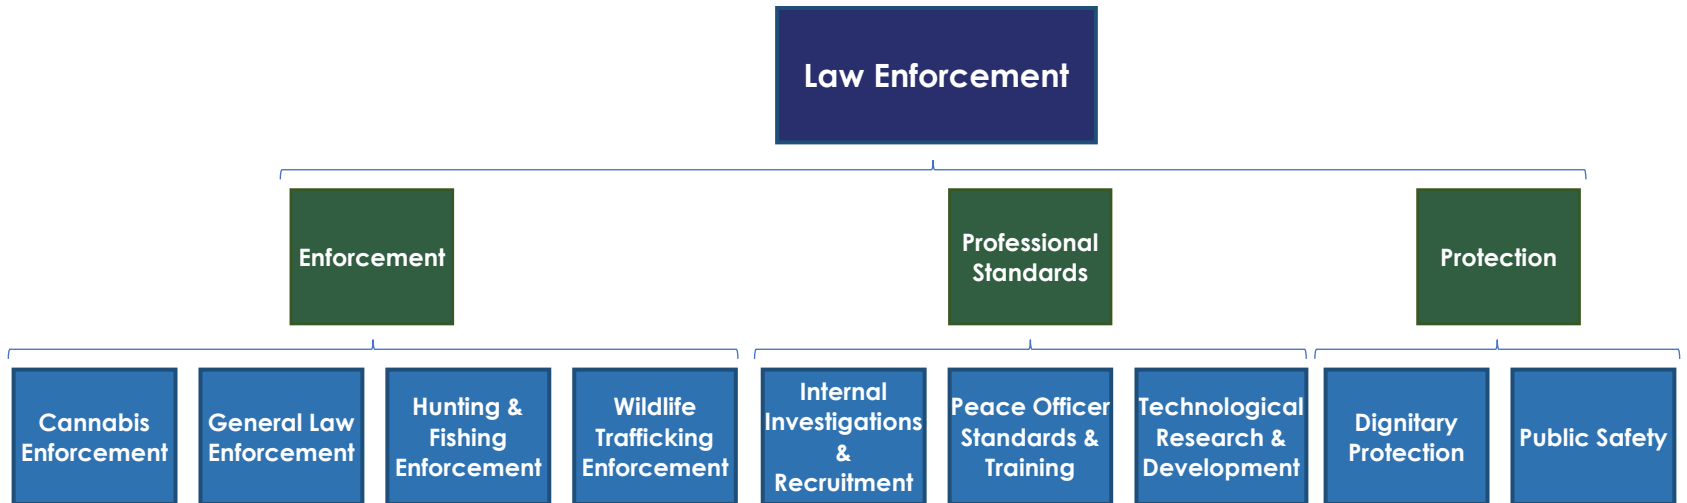 Law Enforcement
Enforcement
Professional
Standards
Protection
Cannabis
Enforcement
General Law
Enforcement
Hunting &
Fishing
Enforcement
Wildlife
Trafficking
Enforcement
Internal
Investigations
&
Recruitment
Peace Officer
Standards &
Training
Technological
Research &
Development
Dignitary
Protection
Public Safety